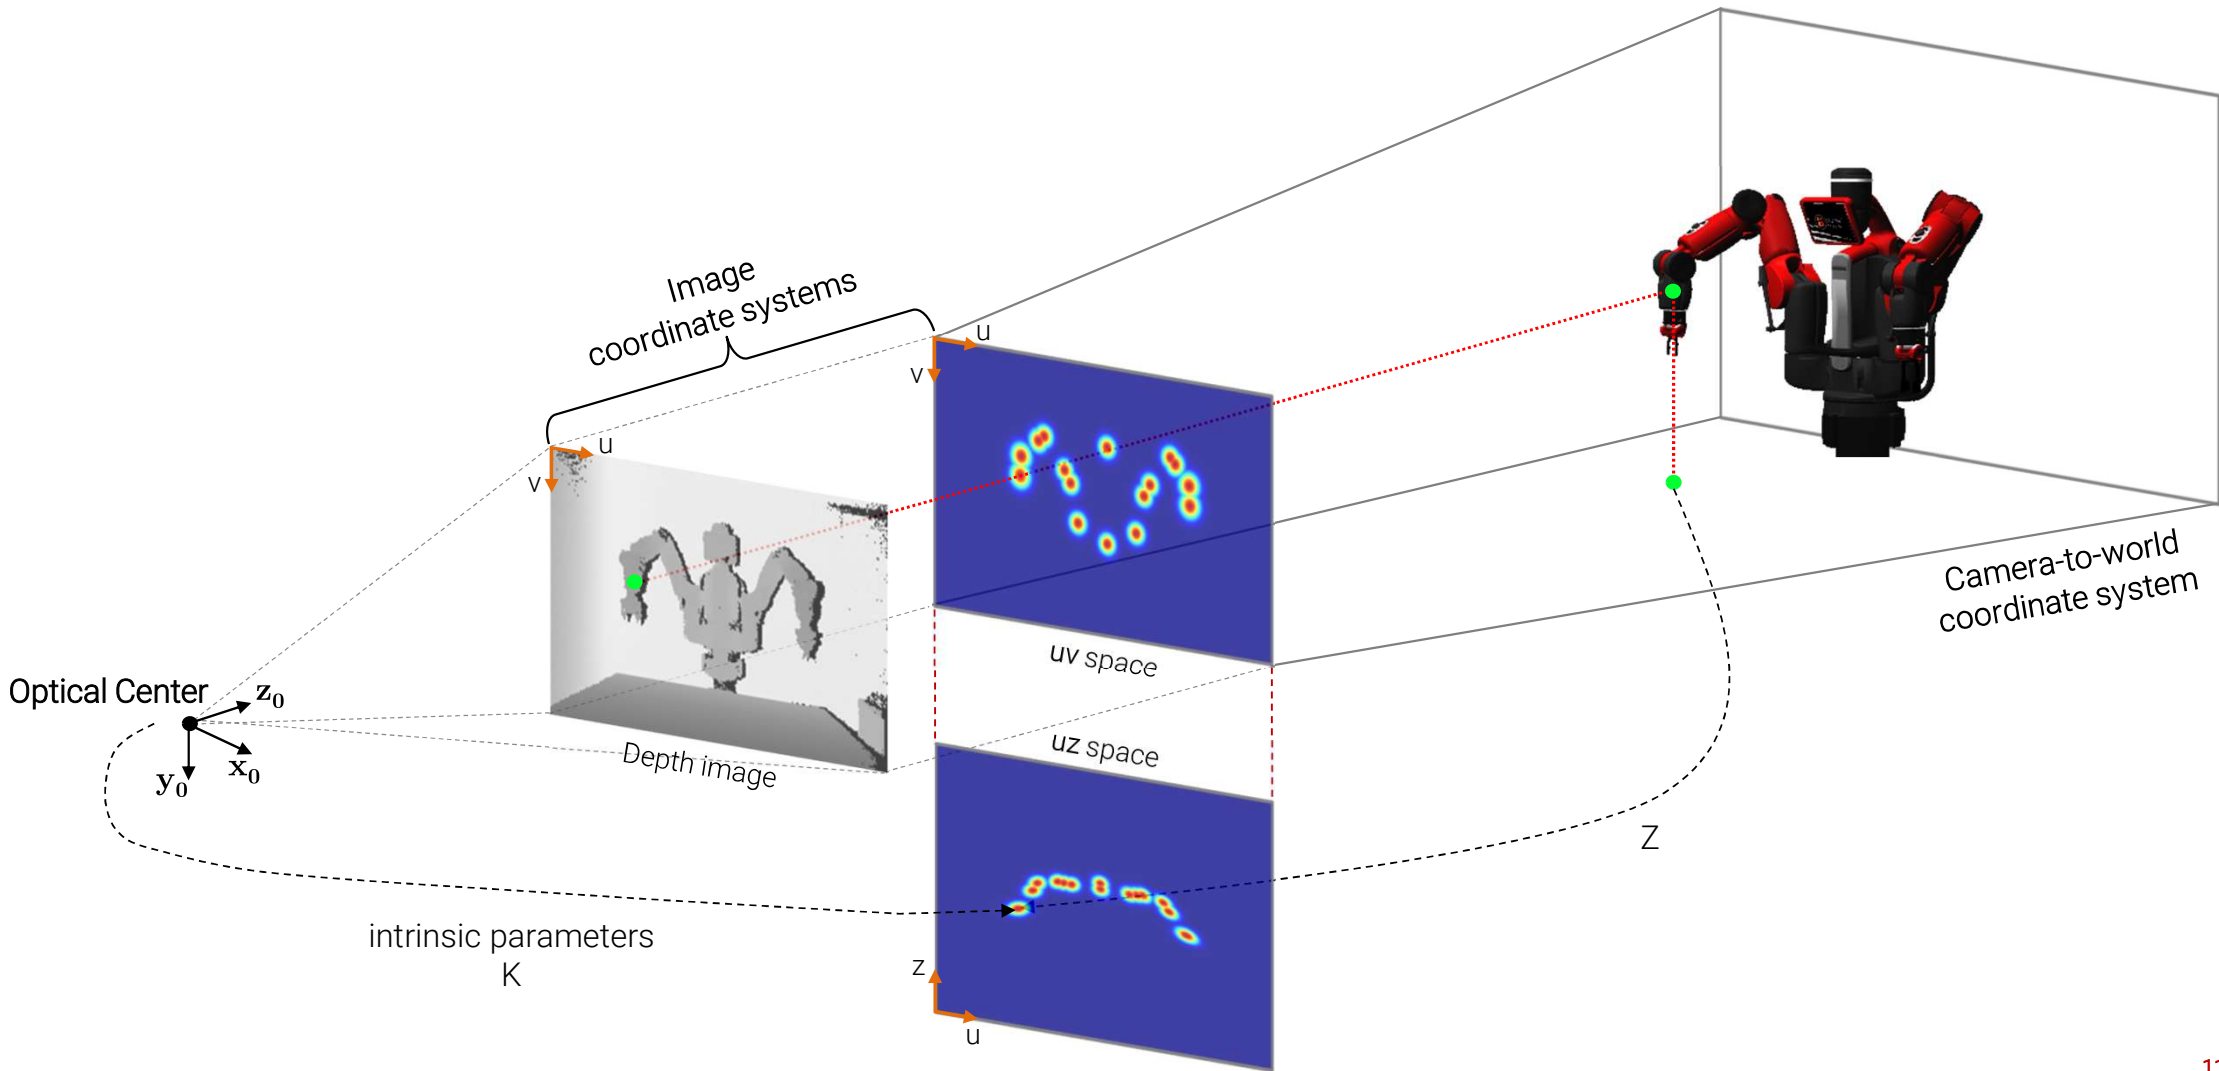 Image
coordinate systems
u
v
u
v
uv space
Camera-to-world
coordinate system
Optical Center
z₀
x₀
y₀
Depth image
uz space
Z
intrinsic parameters
K
z
u
11